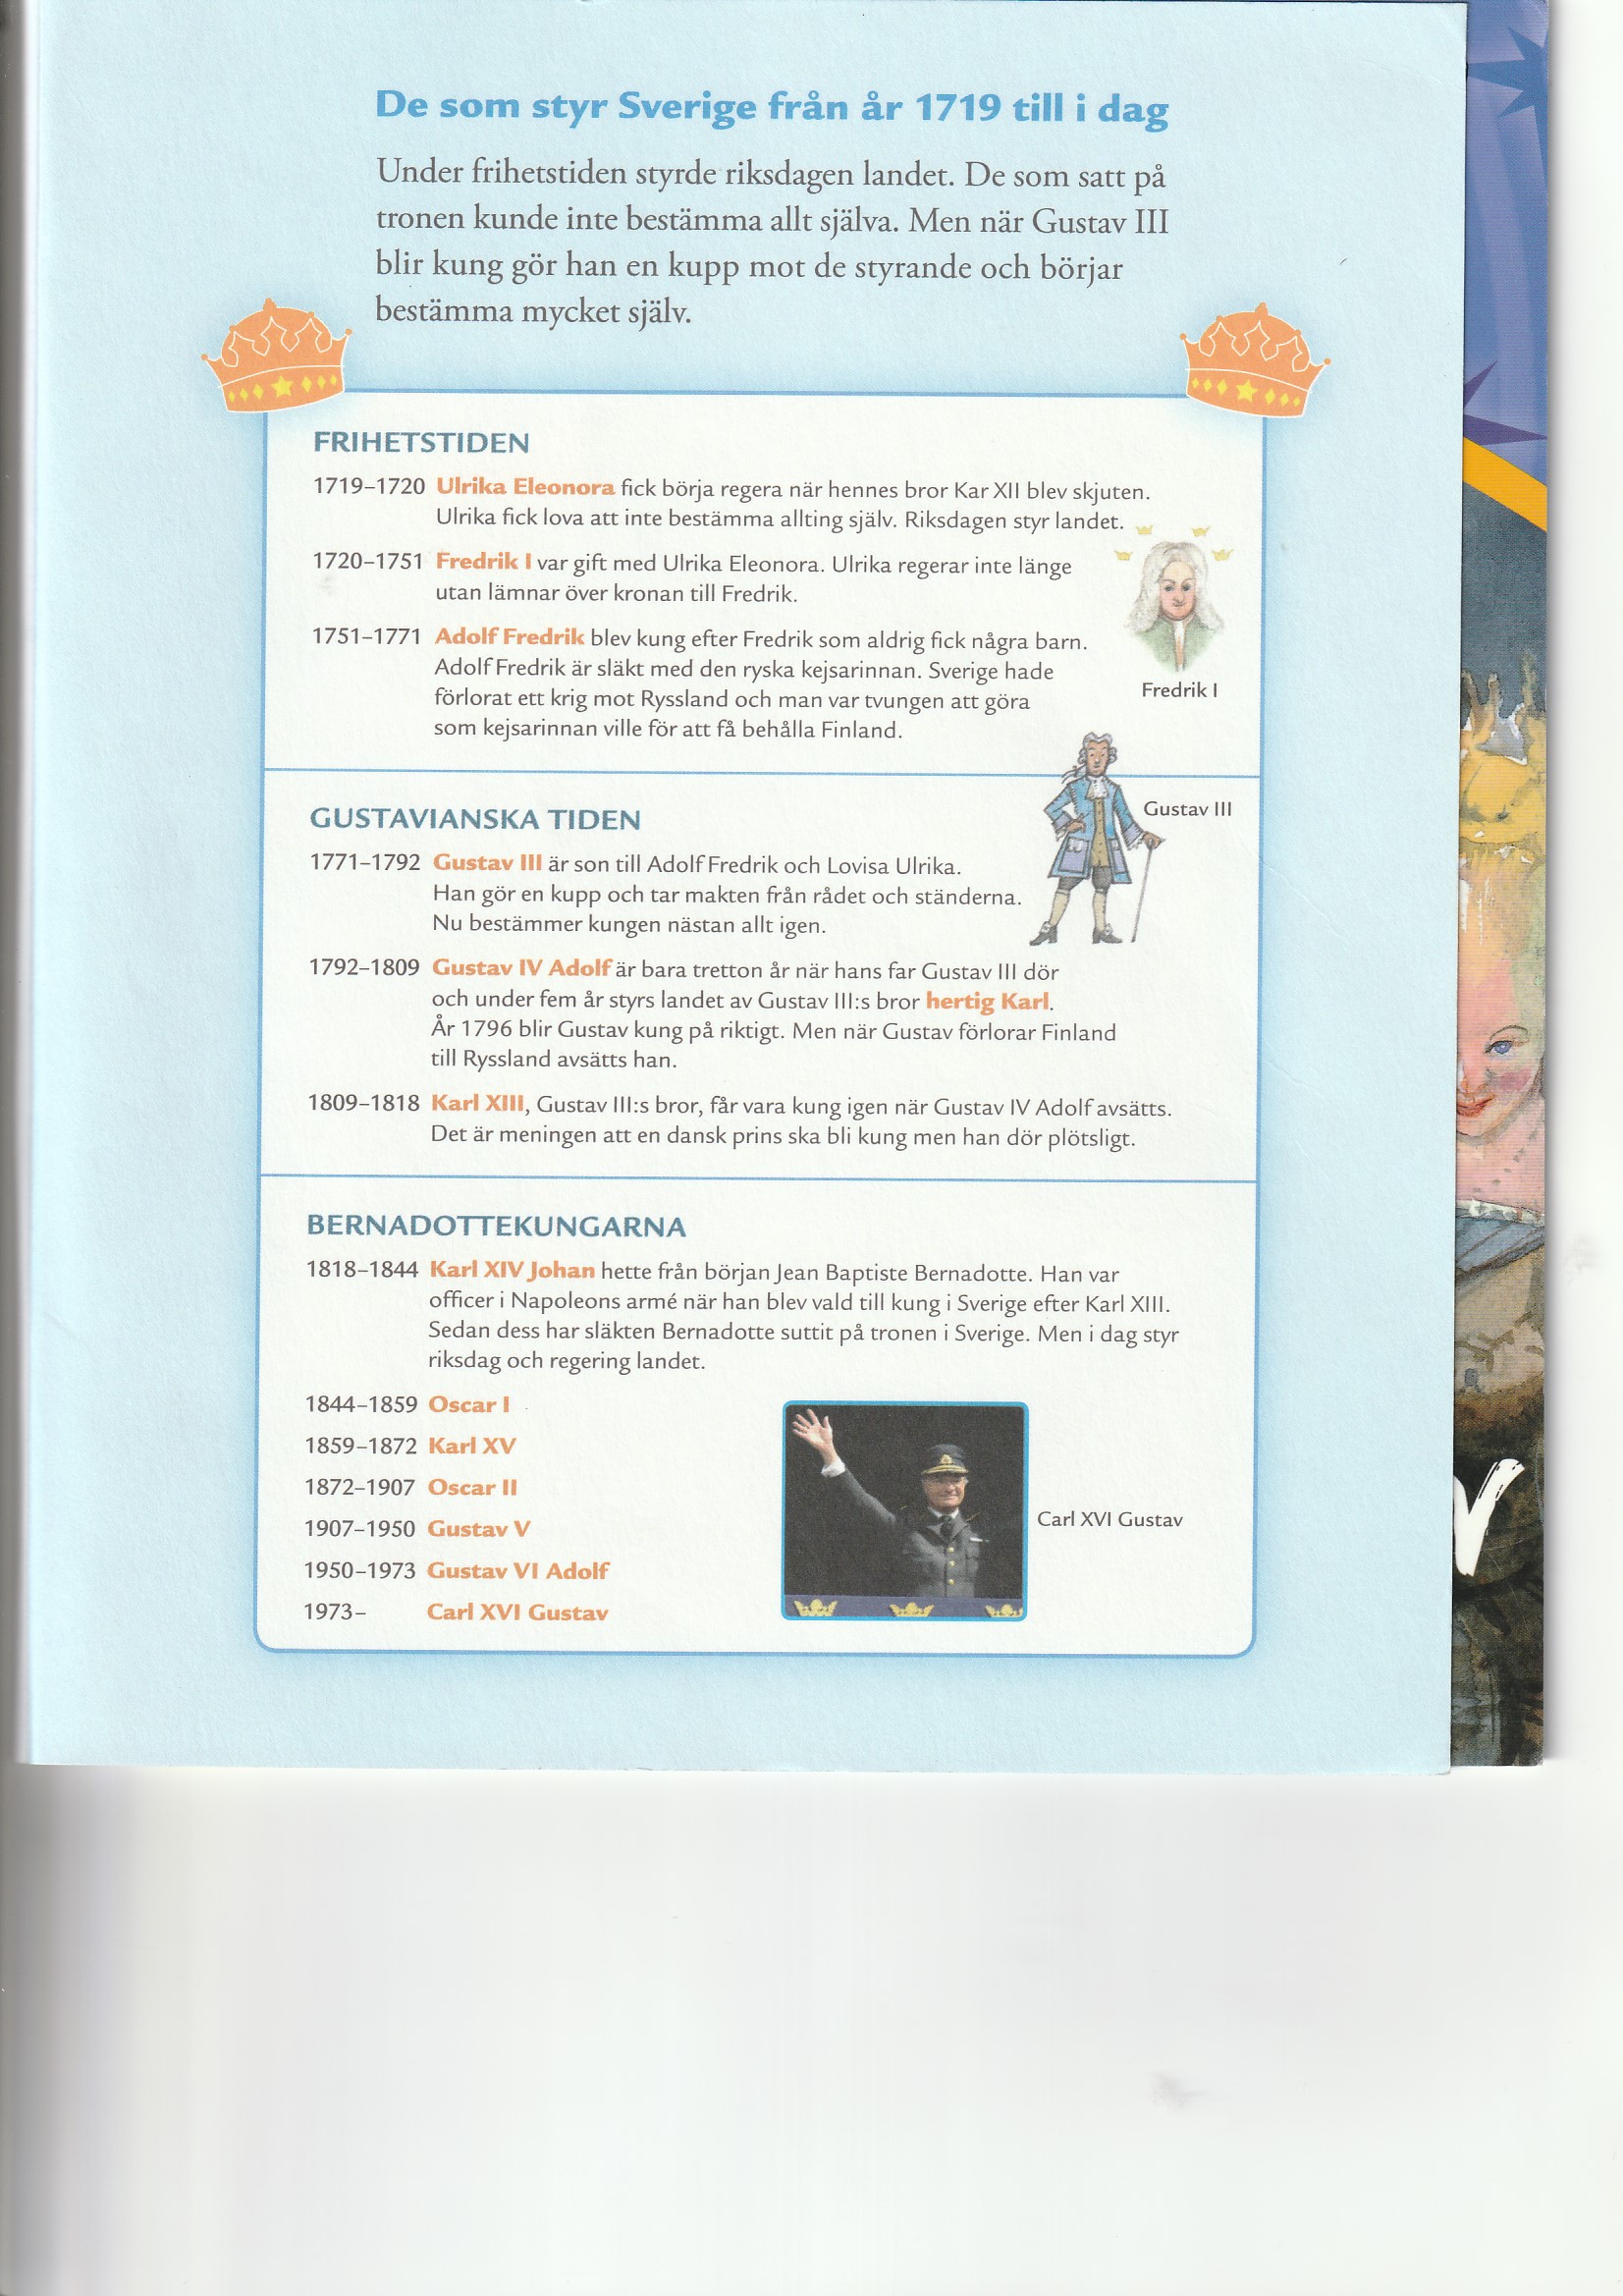 De som styr Sverige från år 1719 till i dag
Under frihetstiden styrde riksdagen landet. De som satt på
tronen kunde inte bestämma allt själva. Men när Gustav III
blir kung gör han en kupp mot de styrande och börjar
bestämma mycket själv.
FRIHETSTIDEN
1719–1720 Ulrika Eleonora fick börja regera när hennes bror Kar XII blev skjuten.
Ulrika fick lova att inte bestämma allting själv. Riksdagen styr landet.
1720–1751 Fredrik I var gift med Ulrika Eleonora. Ulrika regerar inte länge
utan lämnar över kronan till Fredrik.
1751–1771 Adolf Fredrik blev kung efter Fredrik som aldrig fick några barn.
Adolf Fredrik är släkt med den ryska kejsarinnan. Sverige hade
förlorat ett krig mot Ryssland och man var tvungen att göra
som kejsarinnan ville för att få behålla Finland.
Fredrik I
GUSTAVIANSKA TIDEN
Gustav III
1771–1792 Gustav III är son till Adolf Fredrik och Lovisa Ulrika.
Han gör en kupp och tar makten från rådet och ständerna.
Nu bestämmer kungen nästan allt igen.
1792–1809 Gustav IV Adolf är bara tretton år när hans far Gustav III dör
och under fem år styrs landet av Gustav III:s bror hertig Karl.
År 1796 blir Gustav kung på riktigt. Men när Gustav förlorar Finland
till Ryssland avsätts han.
1809–1818 Karl XIII, Gustav III:s bror, får vara kung igen när Gustav IV Adolf avsätts.
Det är meningen att en dansk prins ska bli kung men han dör plötsligt.
BERNADOTTEKUNGARNA
1818–1844 Karl XIV Johan hette från början Jean Baptiste Bernadotte. Han var
officer i Napoleons armé när han blev vald till kung i Sverige efter Karl XIII.
Sedan dess har släkten Bernadotte suttit på tronen i Sverige. Men i dag styr
riksdag och regering landet.
1844–1859 Oscar I
1859–1872 Karl XV
1872–1907 Oscar II
1907–1950 Gustav V
1950–1973 Gustav VI Adolf
1973– Carl XVI Gustav
Carl XVI Gustav